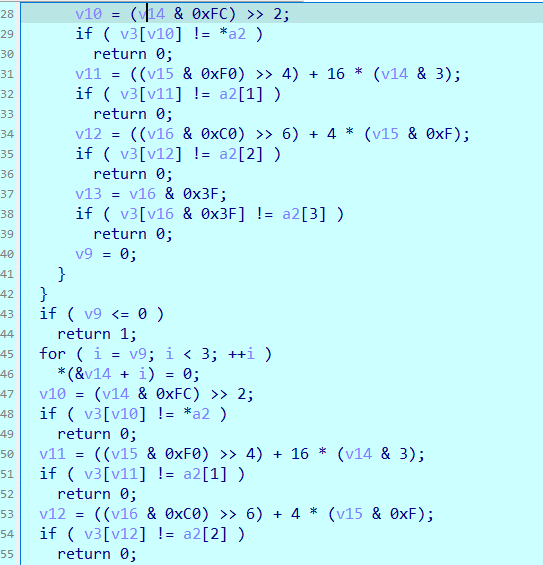 28 v10 = (v14 & 0xFC) >> 2;
29 if ( v3[v10] != *a2 )
30 return 0;
31 v11 = ((v15 & 0xF0) >> 4) + 16 * (v14 & 3);
32 if ( v3[v11] != a2[1] )
33 return 0;
34 v12 = ((v16 & 0xC0) >> 6) + 4 * (v15 & 0xF);
35 if ( v3[v12] != a2[2] )
36 return 0;
37 v13 = v16 & 0x3F;
38 if ( v3[v16 & 0x3F] != a2[3] )
39 return 0;
40 v9 = 0;
41 }
42 }
43 if ( v9 <= 0 )
44 return 1;
45 for ( i = v9; i < 3; ++i )
46 *(&v14 + i) = 0;
47 v10 = (v14 & 0xFC) >> 2;
48 if ( v3[v10] != *a2 )
49 return 0;
50 v11 = ((v15 & 0xF0) >> 4) + 16 * (v14 & 3);
51 if ( v3[v11] != a2[1] )
52 return 0;
53 v12 = ((v16 & 0xC0) >> 6) + 4 * (v15 & 0xF);
54 if ( v3[v12] != a2[2] )
55 return 0;